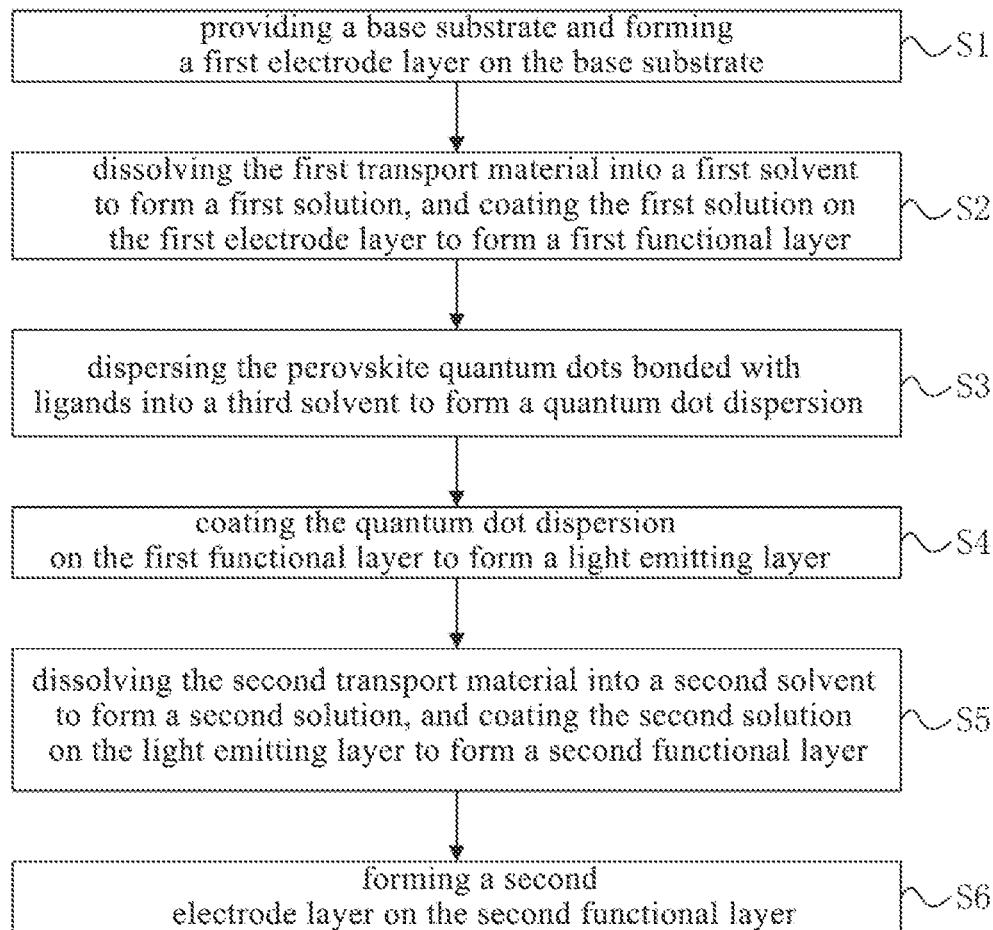 providing a base substrate and forming
a first electrode layer on the base substrate
S1
dissolving the first transport material into a first solvent
to form a first solution, and coating the first solution on
the first electrode layer to form a first functional layer
S2
dispersing the perovskite quantum dots bonded with
ligands into a third solvent to form a quantum dot dispersion
S3
coating the quantum dot dispersion
on the first functional layer to form a light emitting layer
S4
dissolving the second transport material into a second solvent
to form a second solution, and coating the second solution
on the light emitting layer to form a second functional layer
S5
forming a second
electrode layer on the second functional layer
S6